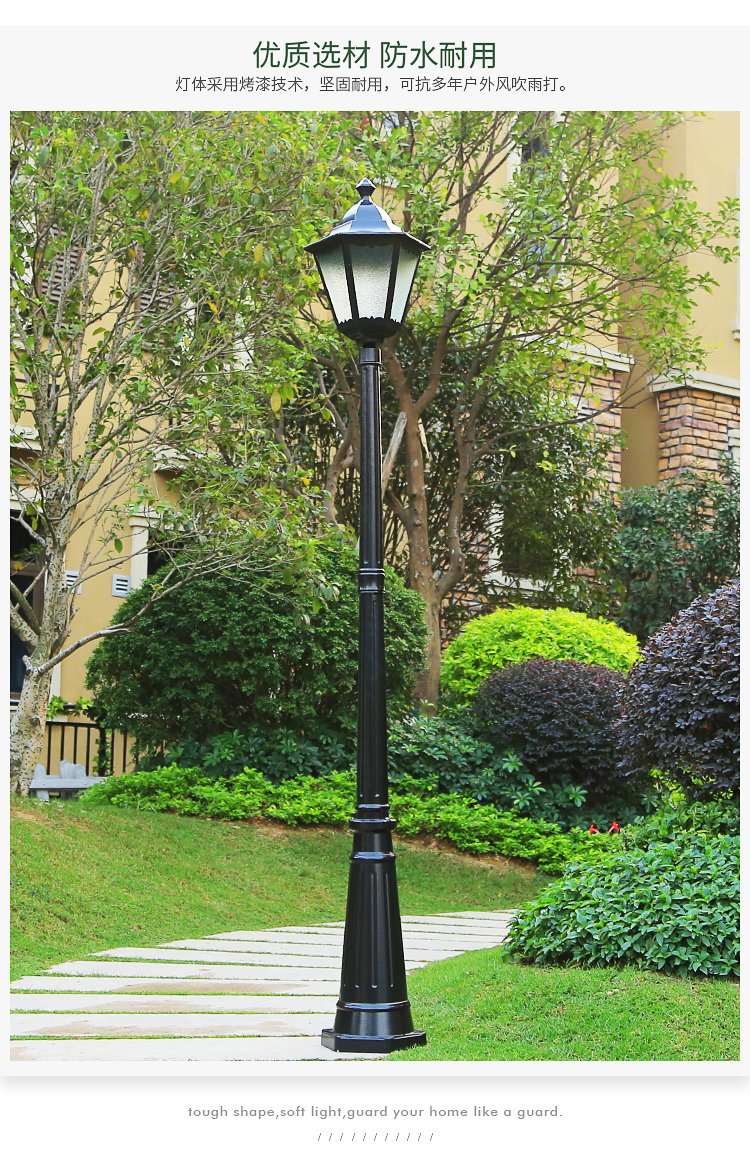 优质选材 防水耐用
灯体采用烤漆技术，坚固耐用，可抗多年户外风吹雨打。
tough shape,soft light,guard your home like a guard.
/ / / / / / / / / / /